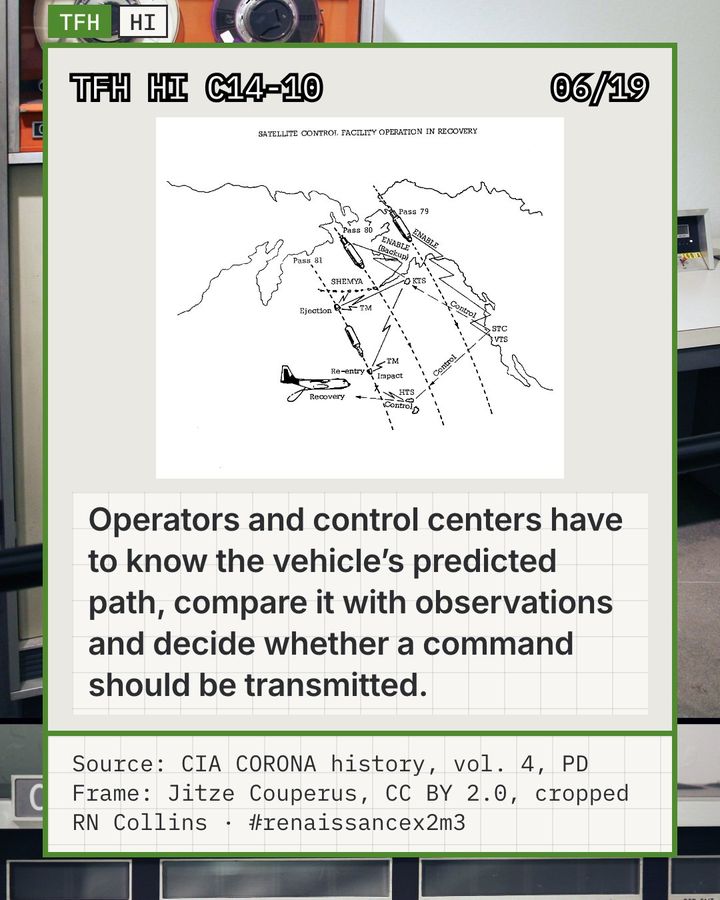 TFH HI
TFH HI C14-10
06/19
SATELLITE CONTROL FACILITY OPERATION IN RECOVERY
Pass 79
Pass 80
ENABLE
ENABLE
(Backup)
Pass 81
SHEMYA
KTS
Ejection
TM
Control
STC
VTS
TM
Re-entry
Impact
Control
HTS
Recovery
Control
Operators and control centers have
to know the vehicle’s predicted
path, compare it with observations
and decide whether a command
should be transmitted.
Source: CIA CORONA history, vol. 4, PD
Frame: Jitze Couperus, CC BY 2.0, cropped
RN Collins · #renaissancex2m3